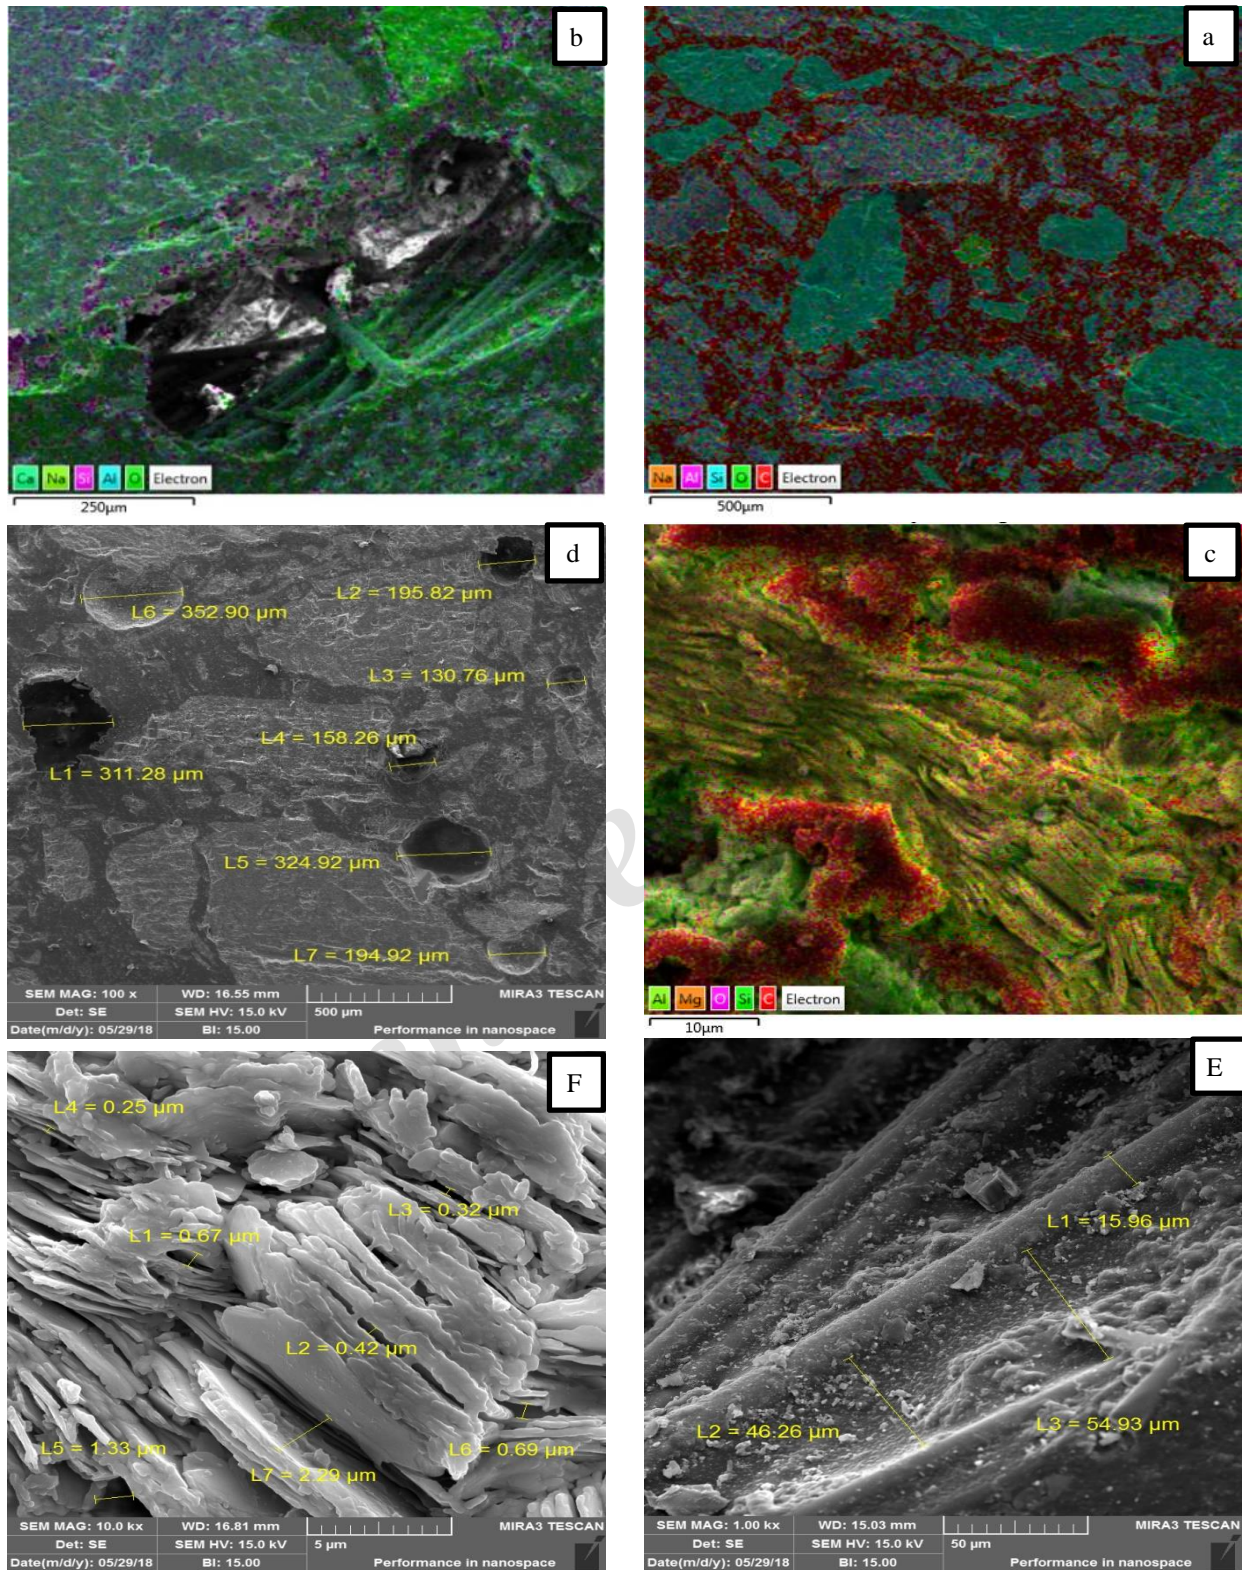 b
Ca Na Si Al O Electron
250µm
a
Na Al Si O C Electron
500µm
d
L2 = 195.82 µm
L6 = 352.90 µm
L3 = 130.76 µm
L4 = 158.26 µm
L1 = 311.28 µm
L5 = 324.92 µm
L7 = 194.92 µm
SEM MAG: 100 x WD: 16.55 mm MIRA3 TESCAN
Det: SE SEM HV: 15.0 kV 500 µm
Date(m/d/y): 05/29/18 BI: 15.00 Performance in nanospace
c
Al Mg O Si C Electron
10µm
F
L4 = 0.25 µm
L3 = 0.32 µm
L1 = 0.67 µm
L2 = 0.42 µm
L5 = 1.33 µm
L6 = 0.69 µm
L7 = 2.29 µm
SEM MAG: 10.0 kx WD: 16.81 mm MIRA3 TESCAN
Det: SE SEM HV: 15.0 kV 5 µm
Date(m/d/y): 05/29/18 BI: 15.00 Performance in nanospace
E
L1 = 15.96 µm
L2 = 46.26 µm
L3 = 54.93 µm
SEM MAG: 1.00 kx WD: 15.03 mm MIRA3 TESCAN
Det: SE SEM HV: 15.0 kV 50 µm
Date(m/d/y): 05/29/18 BI: 15.00 Performance in nanospace